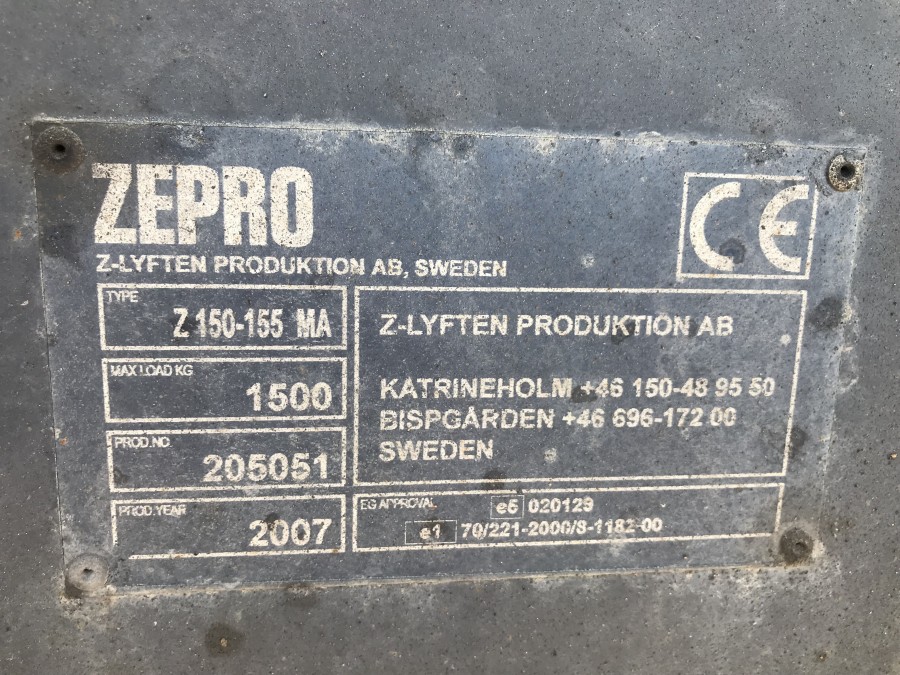 ZEPRO
CE
Z-LYFTEN PRODUKTION AB, SWEDEN
TYPE
Z 150-155 MA
MAX LOAD KG
1500
PROD.NO.
205051
PROD.YEAR
2007
Z-LYFTEN PRODUKTION AB
KATRINEHOLM +46 150-48 95 50
BISPGÅRDEN +46 696-172 00
SWEDEN
EG APPROVAL
e5 020129
e1 70/221-2000/8-1182-00